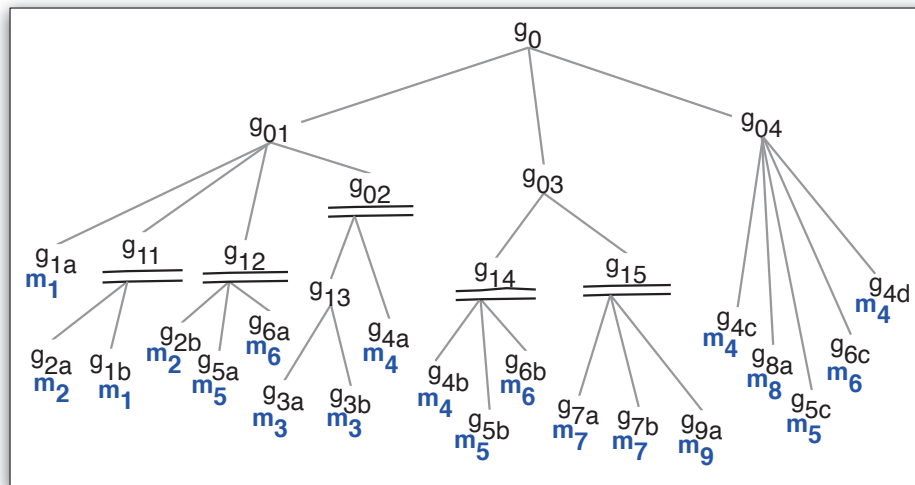 g0
g01
g04
g02
g03
g1a
m1
g11
g12
g14
g15
g13
g4d
m4
g2a
m2
g1b
m1
g2b
m2
g5a
m5
g6a
m6
g4a
m4
g3a
m3
g3b
m3
g4b
m4
g5b
m5
g6b
m6
g7a
m7
g7b
m7
g9a
m9
g4c
m4
g8a
m8
g5c
m5
g6c
m6